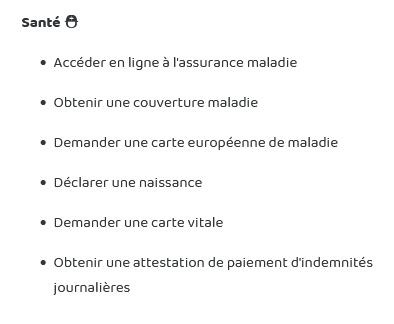 Santé
Accéder en ligne à l'assurance maladie
Obtenir une couverture maladie
Demander une carte européenne de maladie
Déclarer une naissance
Demander une carte vitale
Obtenir une attestation de paiement d'indemnités
journalières